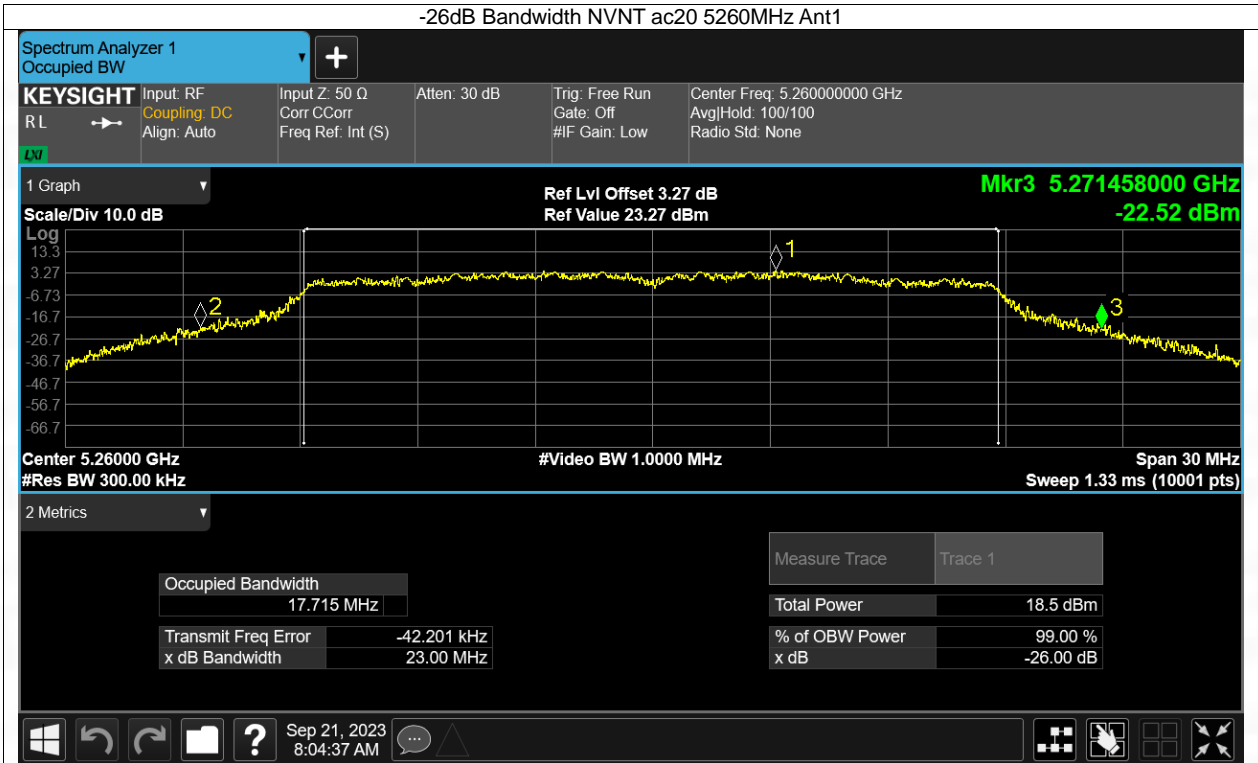 -26dB Bandwidth NVNT ac20 5260MHz Ant1
Spectrum Analyzer 1
Occupied BW
KEYSIGHT
R L
LXI
Input: RF
Coupling: DC
Align: Auto
Input Z: 50 Ω
Corr CCorr
Freq Ref: Int (S)
Atten: 30 dB
Trig: Free Run
Gate: Off
#IF Gain: Low
Center Freq: 5.260000000 GHz
Avg|Hold: 100/100
Radio Std: None
1 Graph
Scale/Div 10.0 dB
Ref Lvl Offset 3.27 dB
Ref Value 23.27 dBm
Mkr3 5.271458000 GHz
-22.52 dBm
Log
13.3
3.27
-6.73
-16.7
-26.7
-36.7
-46.7
-56.7
-66.7
1
2
3
Center 5.26000 GHz
#Video BW 1.0000 MHz
Span 30 MHz
#Res BW 300.00 kHz
Sweep 1.33 ms (10001 pts)
2 Metrics
Measure Trace Trace 1
Occupied Bandwidth
17.715 MHz
Total Power 18.5 dBm
Transmit Freq Error -42.201 kHz
% of OBW Power 99.00 %
x dB Bandwidth 23.00 MHz
x dB -26.00 dB
?
Sep 21, 2023
8:04:37 AM